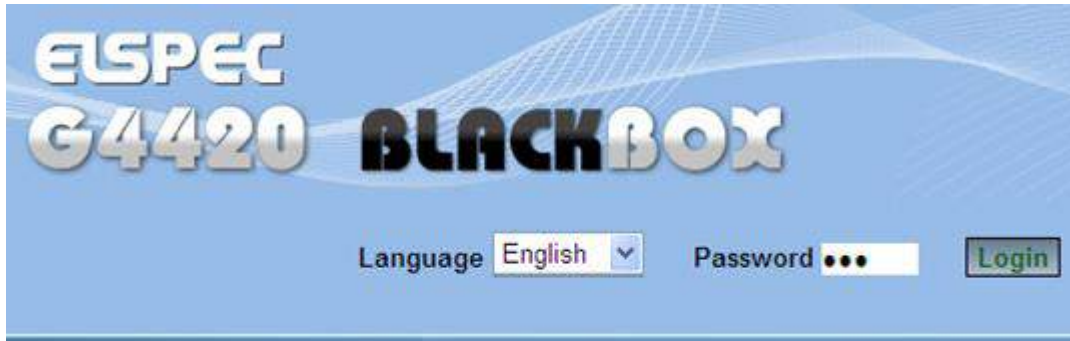 ELSPEC
G4420 BLACKBOX
Language English Password ••• Login